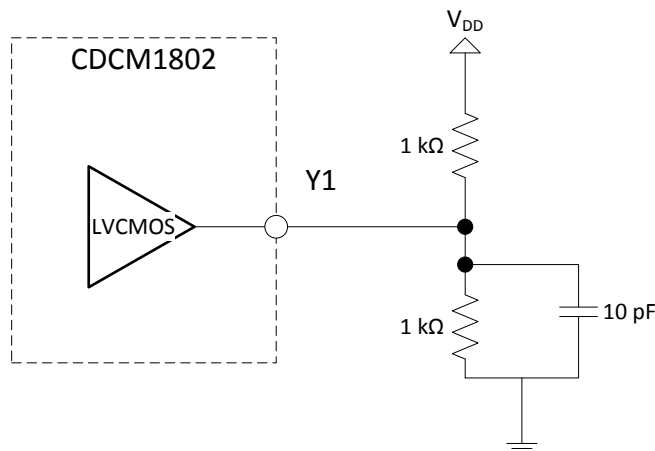 V_DD
CDCM1802
1 kΩ
Y1
LVCMOS
1 kΩ
10 pF